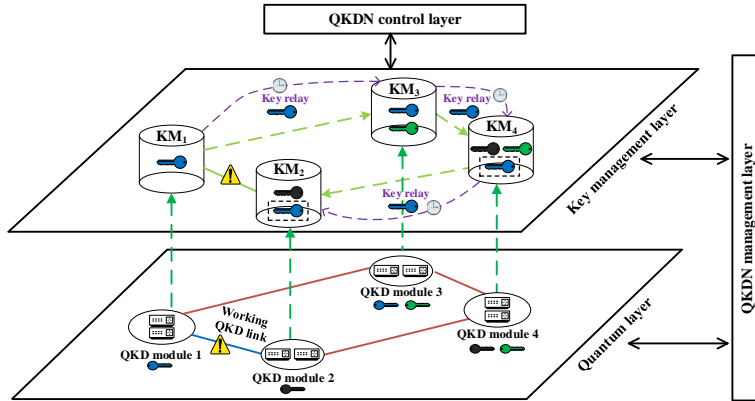 QKDN control layer
KM₃
Key relay
Key relay
KM₁
KM₄
KM₂
Key relay
Key management layer
QKDN management layer
QKD module 3
Working
QKD link
QKD module 1
QKD module 4
QKD module 2
Quantum layer